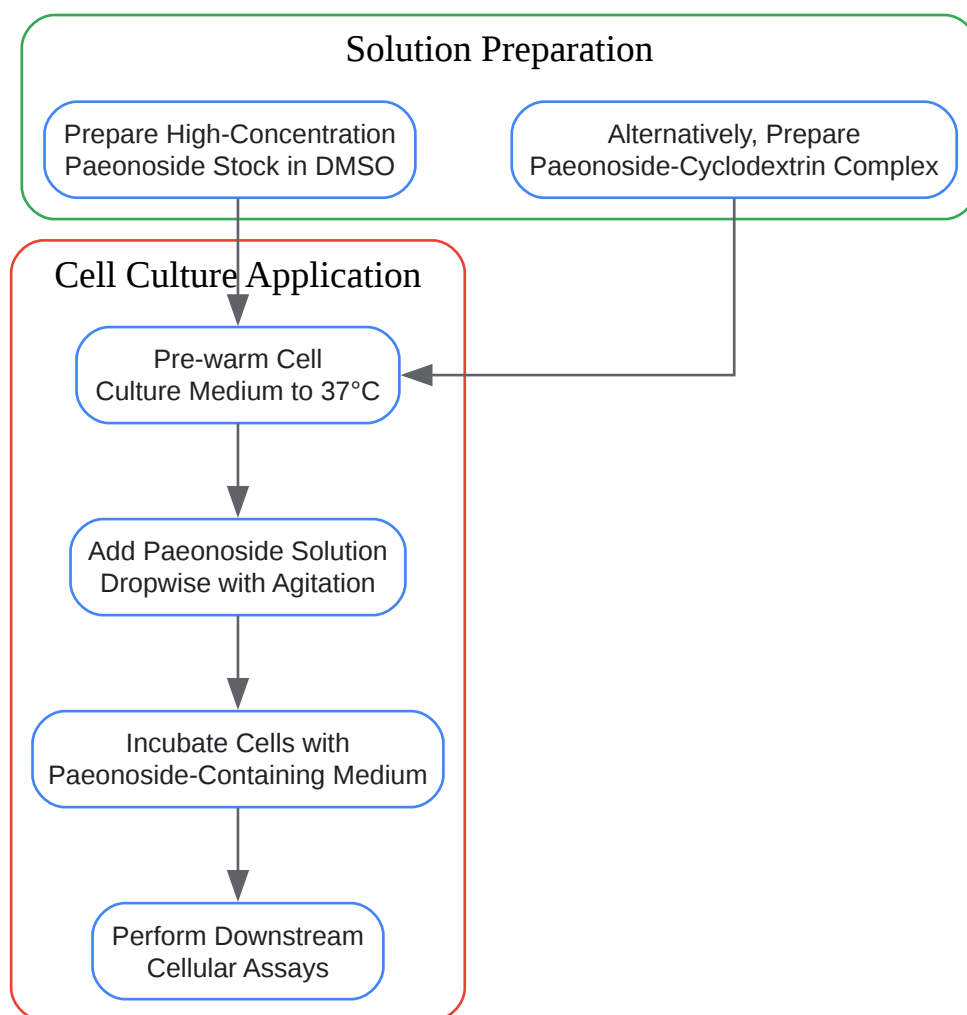 Solution Preparation
Prepare High-Concentration
Paeonoside Stock in DMSO
Alternatively, Prepare
Paeonoside-Cyclodextrin Complex
Cell Culture Application
Pre-warm Cell
Culture Medium to 37°C
Add Paeonoside Solution
Dropwise with Agitation
Incubate Cells with
Paeonoside-Containing Medium
Perform Downstream
Cellular Assays